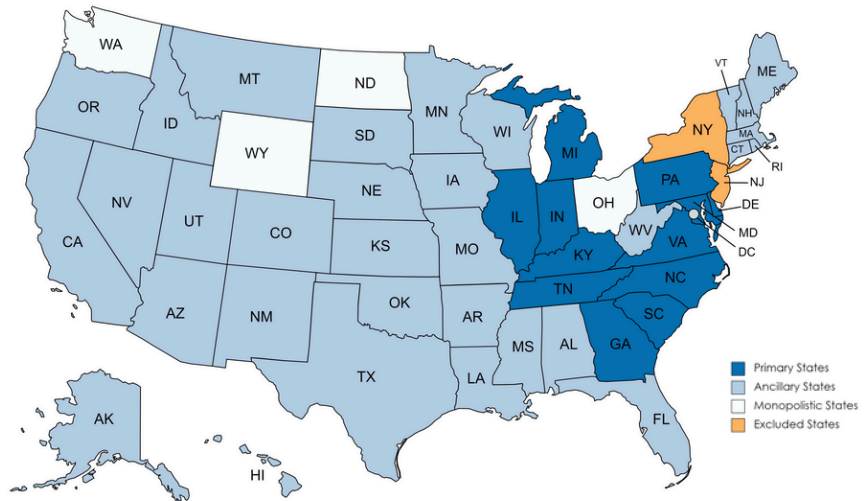 WA
MT
ND
MN
VT
ME
OR
ID
SD
WI
NH
NY
MA
WY
MI
CT
RI
IA
PA
NJ
NE
NV
OH
DE
IL
IN
UT
WV
MD
CO
CA
VA
KS
MO
DC
KY
NC
TN
OK
AZ
NM
AR
SC
MS
AL
GA
TX
LA
Primary States
Ancillary States
Monopolistic States
AK
FL
Excluded States
HI